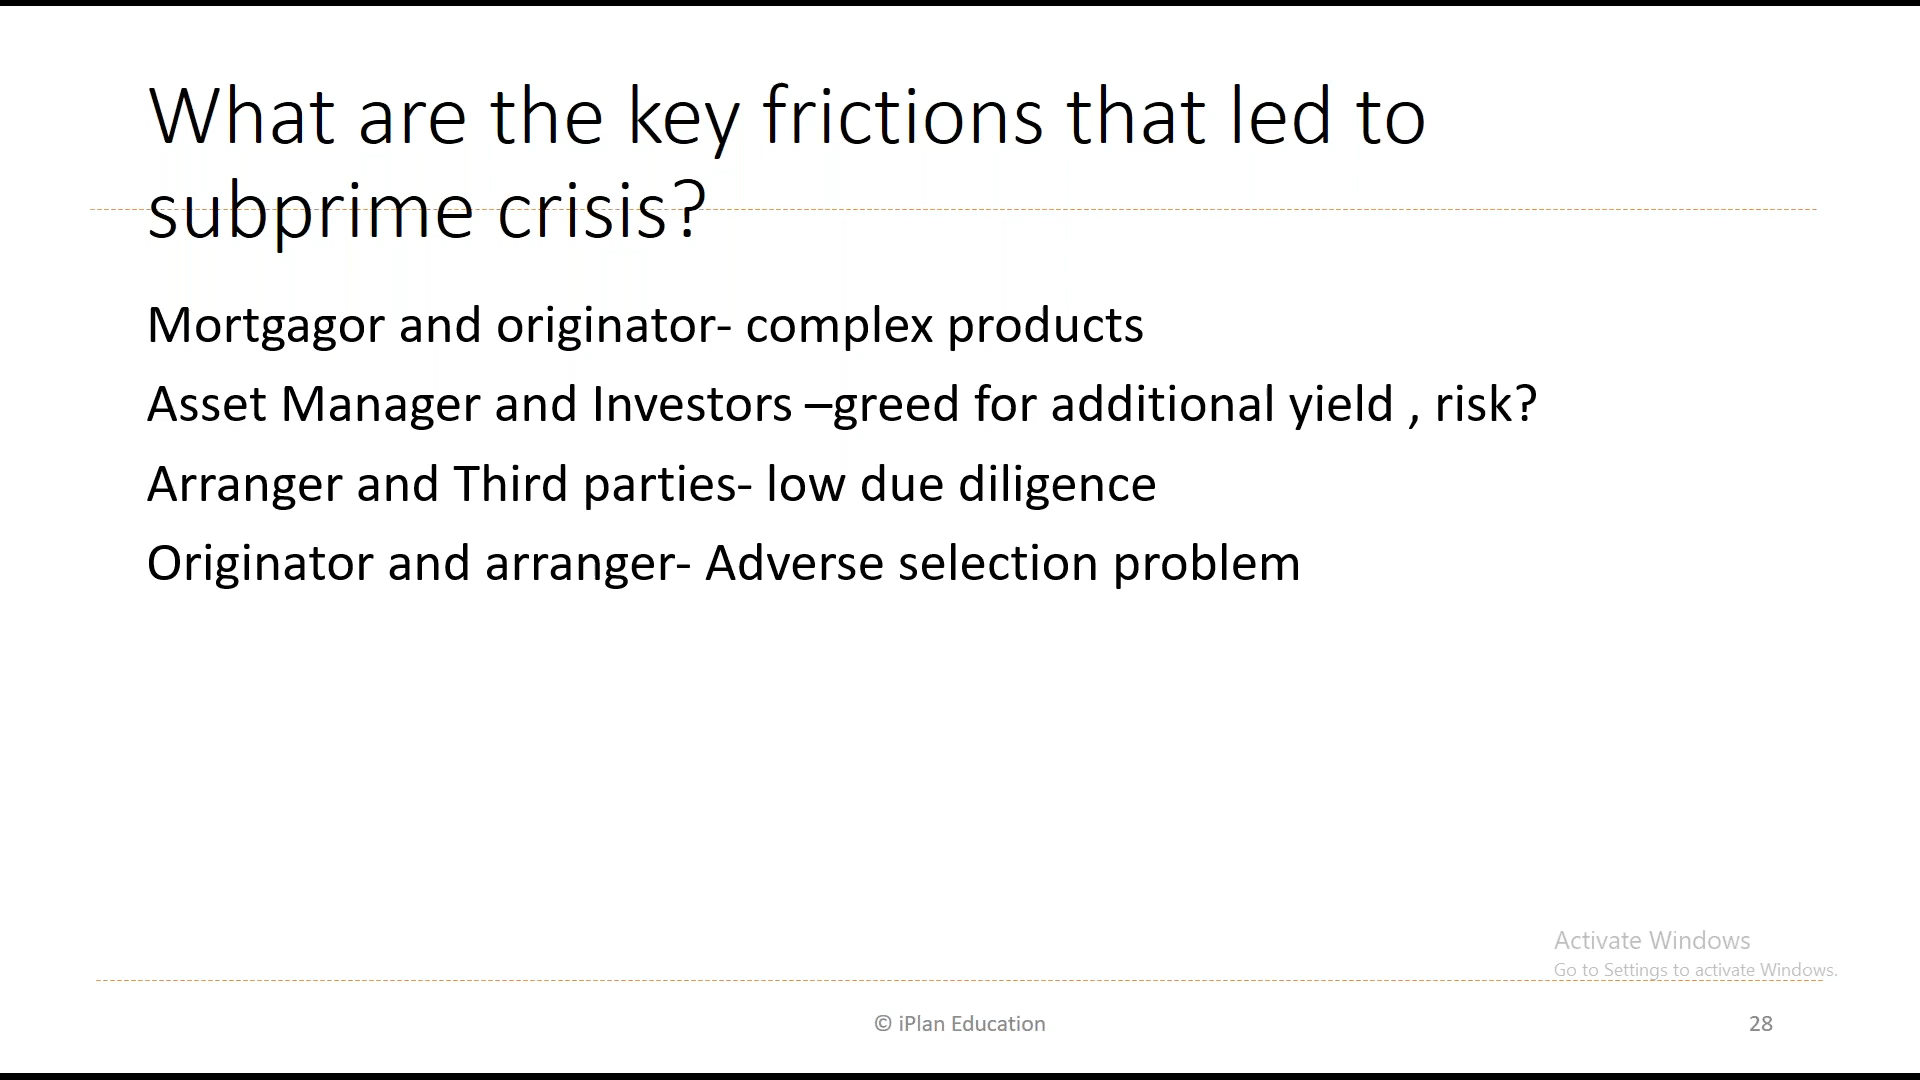 What are the key frictions that led to
subprime crisis?
Mortgagor and originator- complex products
Asset Manager and Investors –greed for additional yield , risk?
Arranger and Third parties- low due diligence
Originator and arranger- Adverse selection problem
Activate Windows
Go to Settings to activate Windows.
© iPlan Education
28